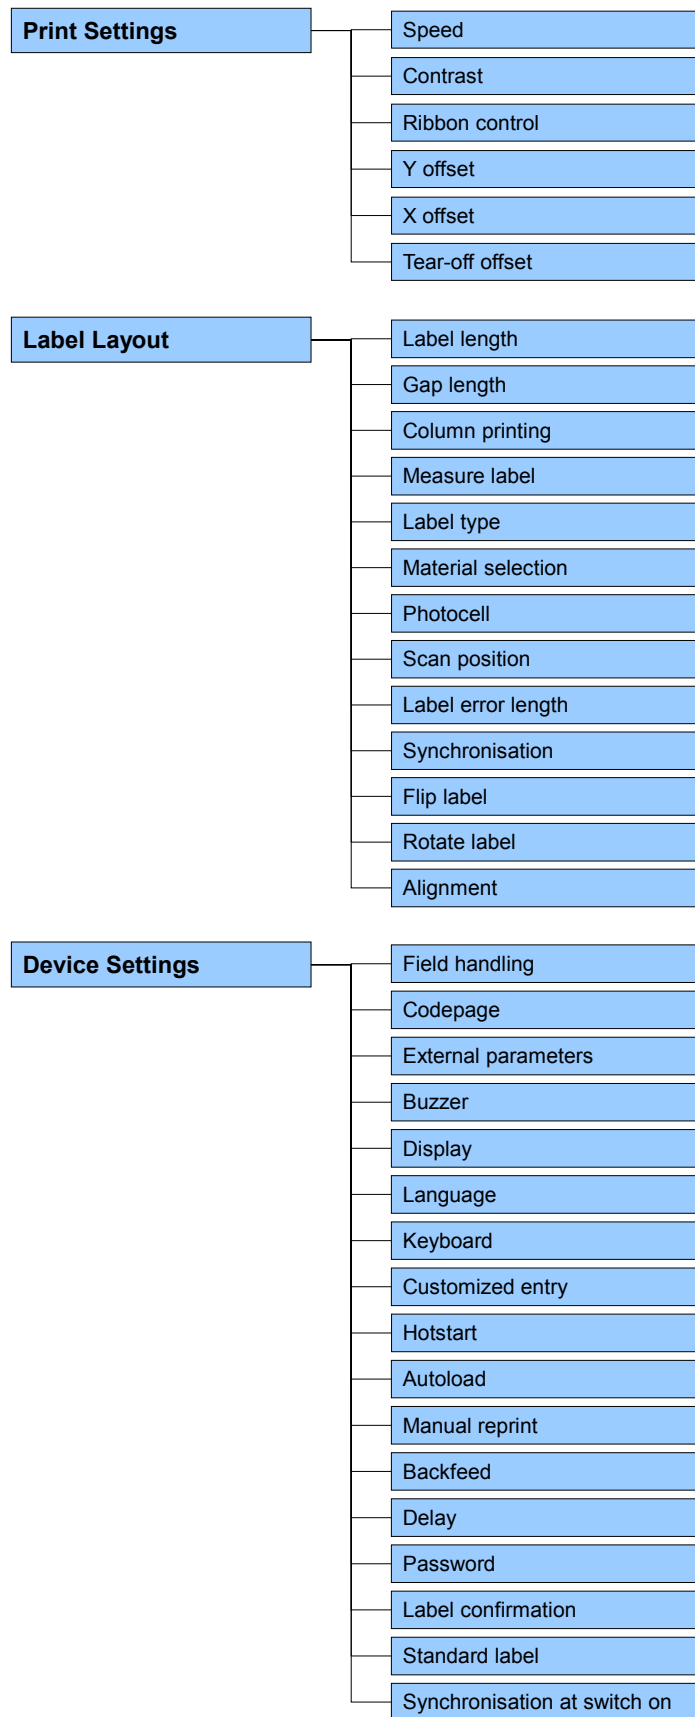 Print Settings
Speed
Contrast
Ribbon control
Y offset
X offset
Tear-off offset
Label Layout
Label length
Gap length
Column printing
Measure label
Label type
Material selection
Photocell
Scan position
Label error length
Synchronisation
Flip label
Rotate label
Alignment
Device Settings
Field handling
Codepage
External parameters
Buzzer
Display
Language
Keyboard
Customized entry
Hotstart
Autoload
Manual reprint
Backfeed
Delay
Password
Label confirmation
Standard label
Synchronisation at switch on